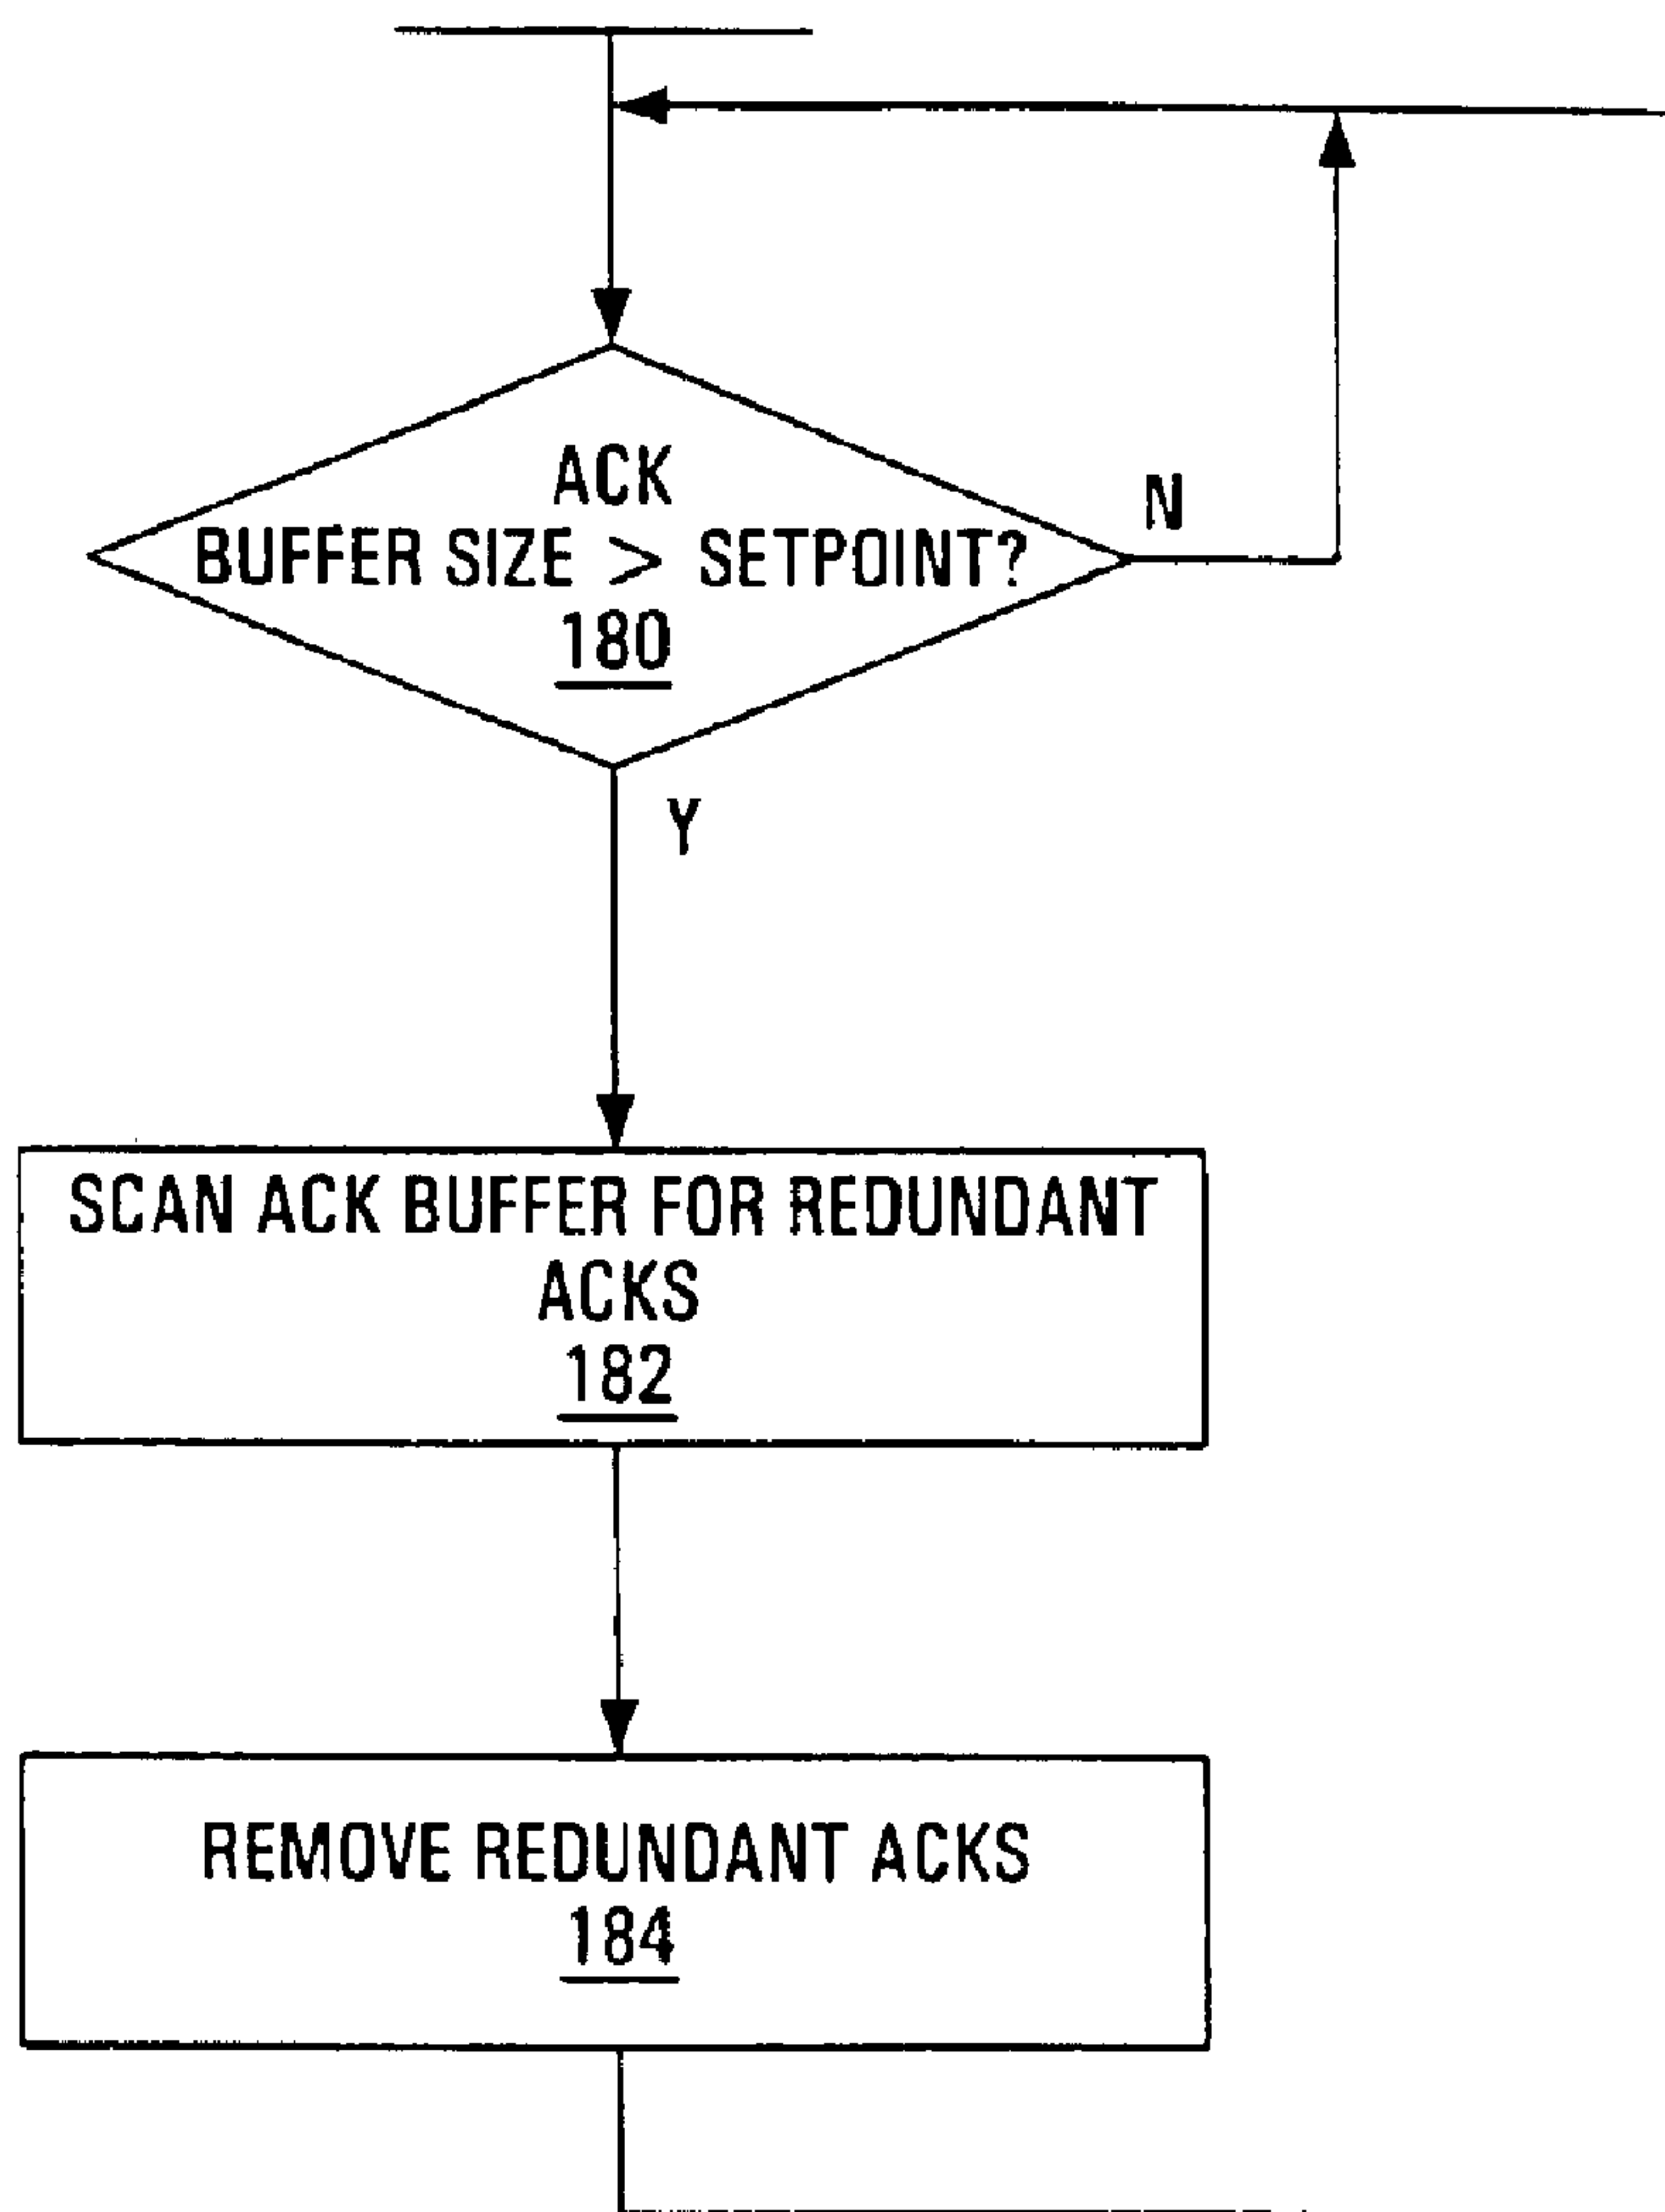 ACK
BUFFER SIZE > SETPOINT?
180
N
Y
SCAN ACK BUFFER FOR REDUNDANT
ACKS
182
REMOVE REDUNDANT ACKS
184